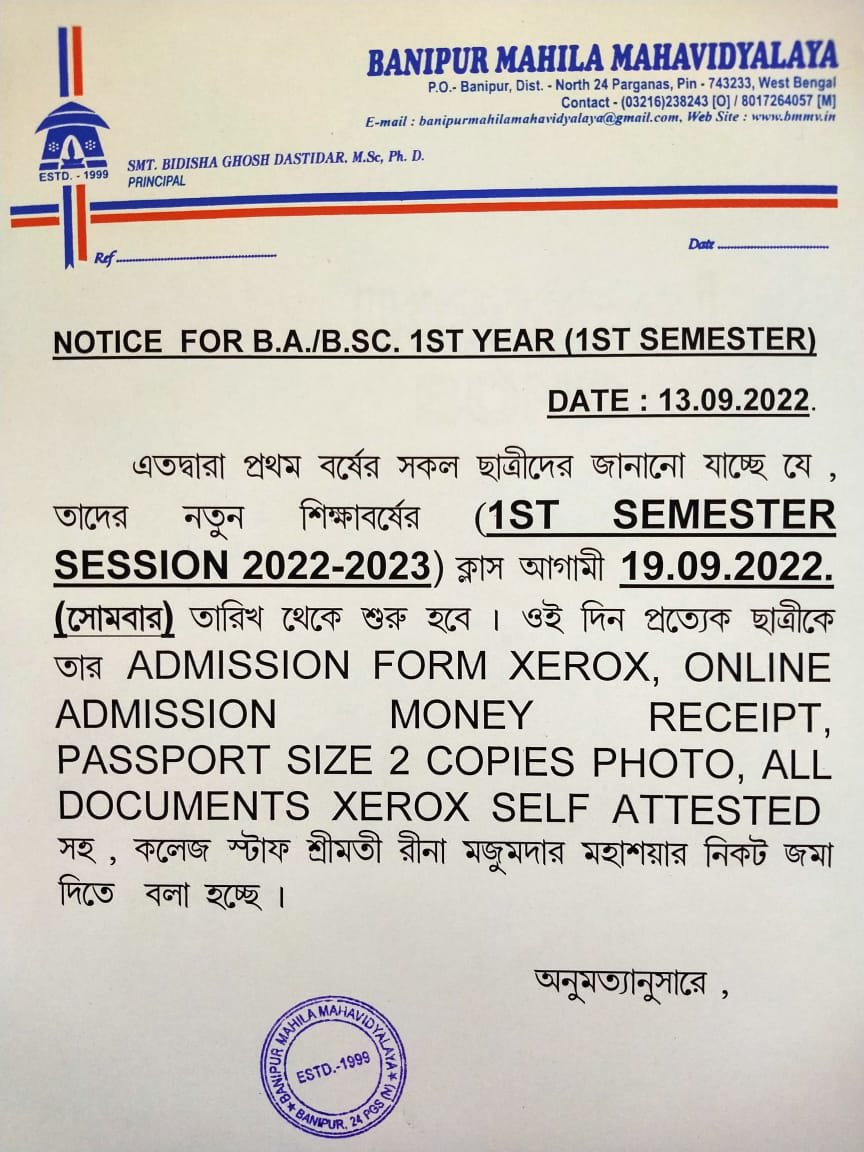 BANIPUR MAHILA MAHAVIDYALAYA
P.O.- Banipur, Dist. - North 24 Parganas, Pin - 743233, West Bengal
Contact - (03216)238243 [O] / 8017264057 [M]
E-mail : banipurmahilamahavidyalaya@gmail.com, Web Site : www.bmmv.in
ESTD. - 1999
SMT. BIDISHA GHOSH DASTIDAR. M.Sc, Ph. D.
PRINCIPAL
Ref
Date
NOTICE FOR B.A./B.SC. 1ST YEAR (1ST SEMESTER)
DATE : 13.09.2022.
এতদ্বারা প্রথম বর্ষের সকল ছাত্রীদের জানানো যাচ্ছে যে ,
তাদের নতুন শিক্ষাবর্ষের (1ST SEMESTER
SESSION 2022-2023) ক্লাস আগামী 19.09.2022.
(সোমবার) তারিখ থেকে শুরু হবে । ওই দিন প্রত্যেক ছাত্রীকে
তার ADMISSION FORM XEROX, ONLINE
ADMISSION MONEY RECEIPT,
PASSPORT SIZE 2 COPIES PHOTO, ALL
DOCUMENTS XEROX SELF ATTESTED
সহ , কলেজ স্টাফ শ্রীমতী রীনা মজুমদার মহাশয়ার নিকট জমা
দিতে বলা হচ্ছে ।
অনুমত্যানুসারে ,
BANIPUR MAHILA MAHAVIDYALAYA
ESTD.-1999
BANIPUR, 24 PGS (N)